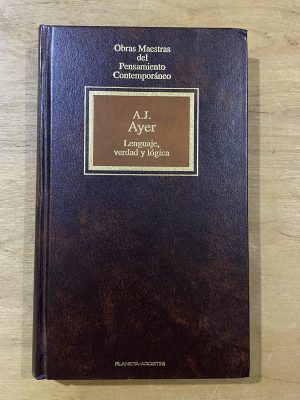 Obras Maestras
del
Pensamiento
Contemporáneo
A.J.
Ayer
Lenguaje,
verdad y lógica
PLANETA-AGOSTINI